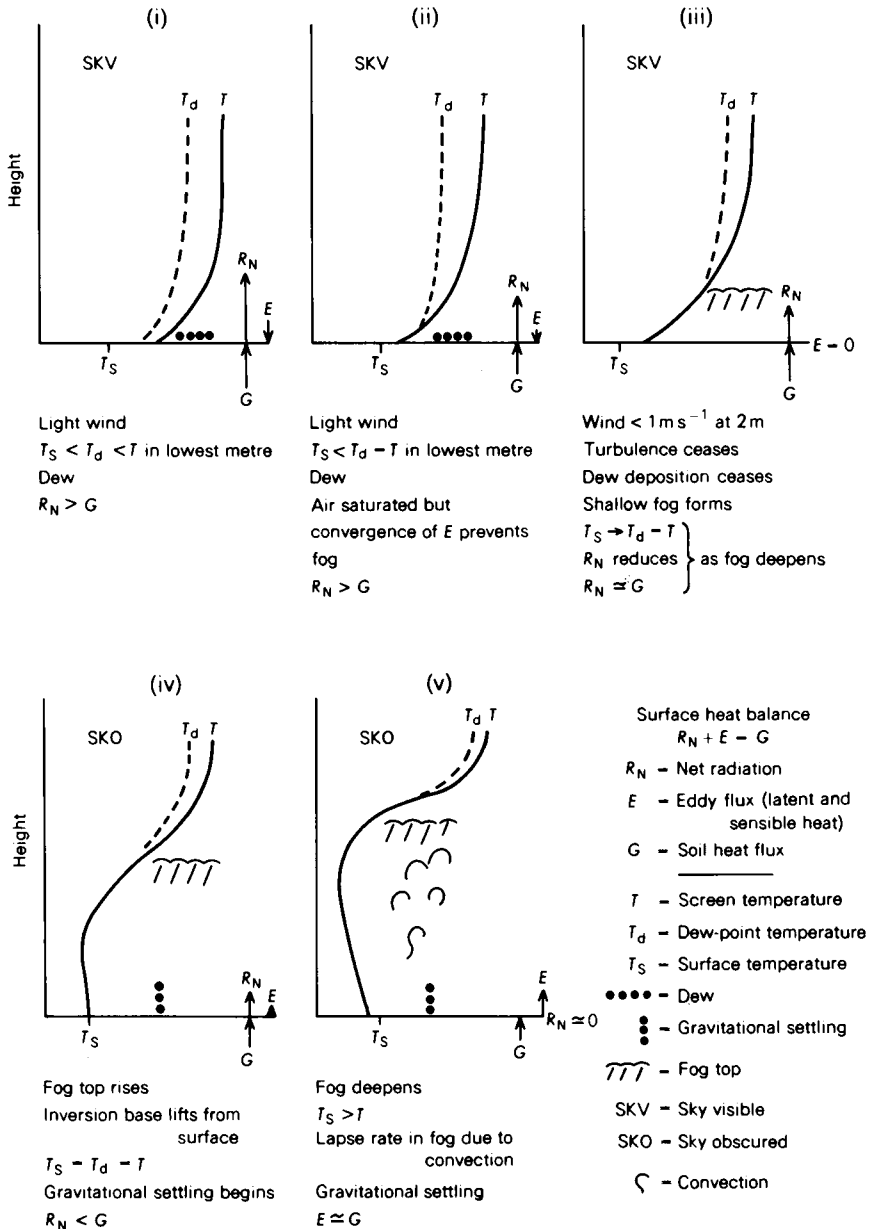 (i)
SKV
T_d T
Height
R_N
E
T_S
G
Light wind
T_S < T_d < T in lowest metre
Dew
R_N > G
(ii)
SKV
T_d T
R_N
E
T_S
G
Light wind
T_S < T_d – T in lowest metre
Dew
Air saturated but
convergence of E prevents
fog
R_N > G
(iii)
SKV
T_d T
R_N
E – 0
T_S
G
Wind < 1 m s⁻¹ at 2 m
Turbulence ceases
Dew deposition ceases
Shallow fog forms
T_S → T_d – T
R_N reduces } as fog deepens
R_N ≃ G
(iv)
SKO
T_d T
Height
R_N
E
T_S
G
Fog top rises
Inversion base lifts from
surface
T_S – T_d – T
Gravitational settling begins
R_N < G
(v)
SKO
T_d T
E
R_N ≃ 0
T_S
G
Fog deepens
T_S > T
Lapse rate in fog due to
convection
Gravitational settling
E ≃ G
Surface heat balance
R_N + E – G
R_N – Net radiation
E – Eddy flux (latent and
sensible heat)
G – Soil heat flux
T – Screen temperature
T_d – Dew-point temperature
T_S – Surface temperature
– Dew
– Gravitational settling
– Fog top
SKV – Sky visible
SKO – Sky obscured
– Convection